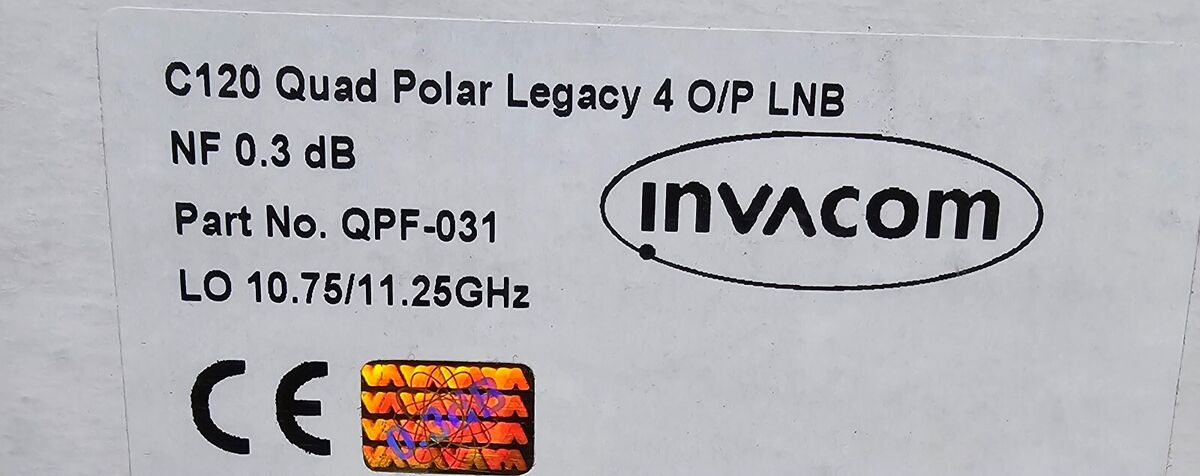 C120 Quad Polar Legacy 4 O/P LNB
NF 0.3 dB
Part No. QPF-031
LO 10.75/11.25GHz
INVACOM
CE